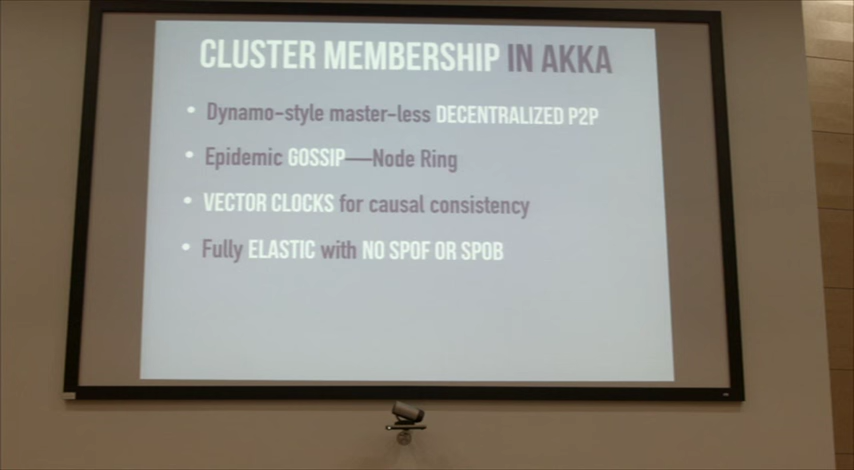 CLUSTER MEMBERSHIP IN AKKA
• Dynamo-style master-less DECENTRALIZED P2P
• Epidemic GOSSIP—Node Ring
• VECTOR CLOCKS for causal consistency
• Fully ELASTIC with NO SPOF OR SPOB